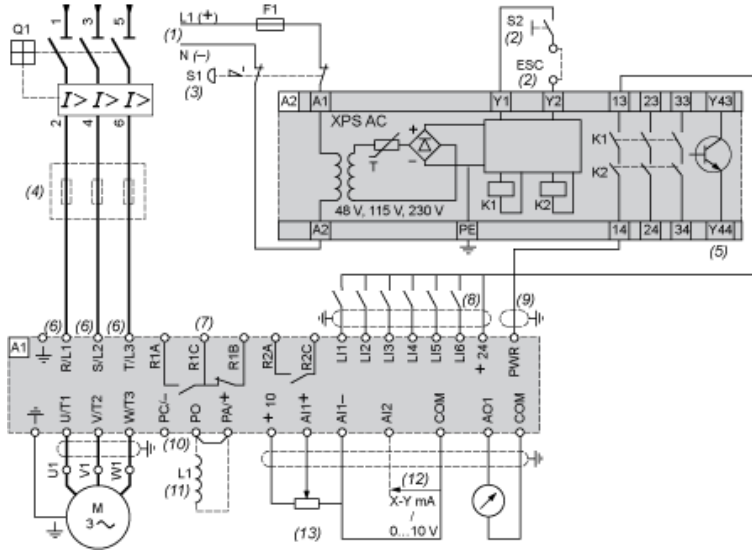 1 3 5
Q1
I> I> I>
2 4 6
(4)
L1 (+)
F1
(1)
N (–)
S1
(3)
S2
(2)
ESC
(2)
A2 A1 Y1 Y2 13 23 33 Y43
XPS AC
+
T
–
K1
K2
K1 K2
48 V, 115 V, 230 V
A2 PE 14 24 34 Y44
(5)
(6) (6) (6) (7) (8) (9)
A1
R/L1 S/L2 T/L3 R1A R1C R1B R2A R2C LI1 LI2 LI3 LI4 LI5 LI6 + 24 PWR
U/T1 V/T2 W/T3 PC/– PO PA/+ + 10 AI1+ AI1– AI2 COM AO1 COM
(10)
U1 V1 W1
L1
(11)
M
3
(12)
X-Y mA
/
0...10 V
(13)